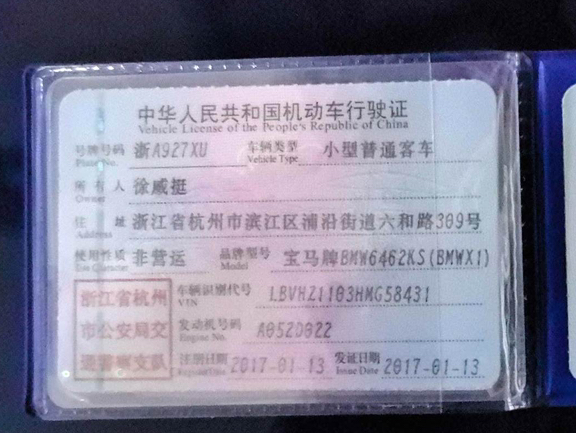 中华人民共和国机动车行驶证
Vehicle License of the People's Republic of China
号牌号码 浙A927XU 车辆类型 小型普通客车
Plate No. Vehicle Type
所有人 徐威挺
Owner
住址 浙江省杭州市滨江区浦沿街道六和路309号
Address
使用性质 非营运 品牌型号 宝马牌BMW6462KS(BMWX1)
Use Character Model
浙江省杭州 车辆识别代号 LBVHZ1103HMG58431
VIN
市公安局交 发动机号码 A052D022
Engine No.
通警察支队 注册日期 2017-01-13 发证日期 2017-01-13
Register Date Issue Date